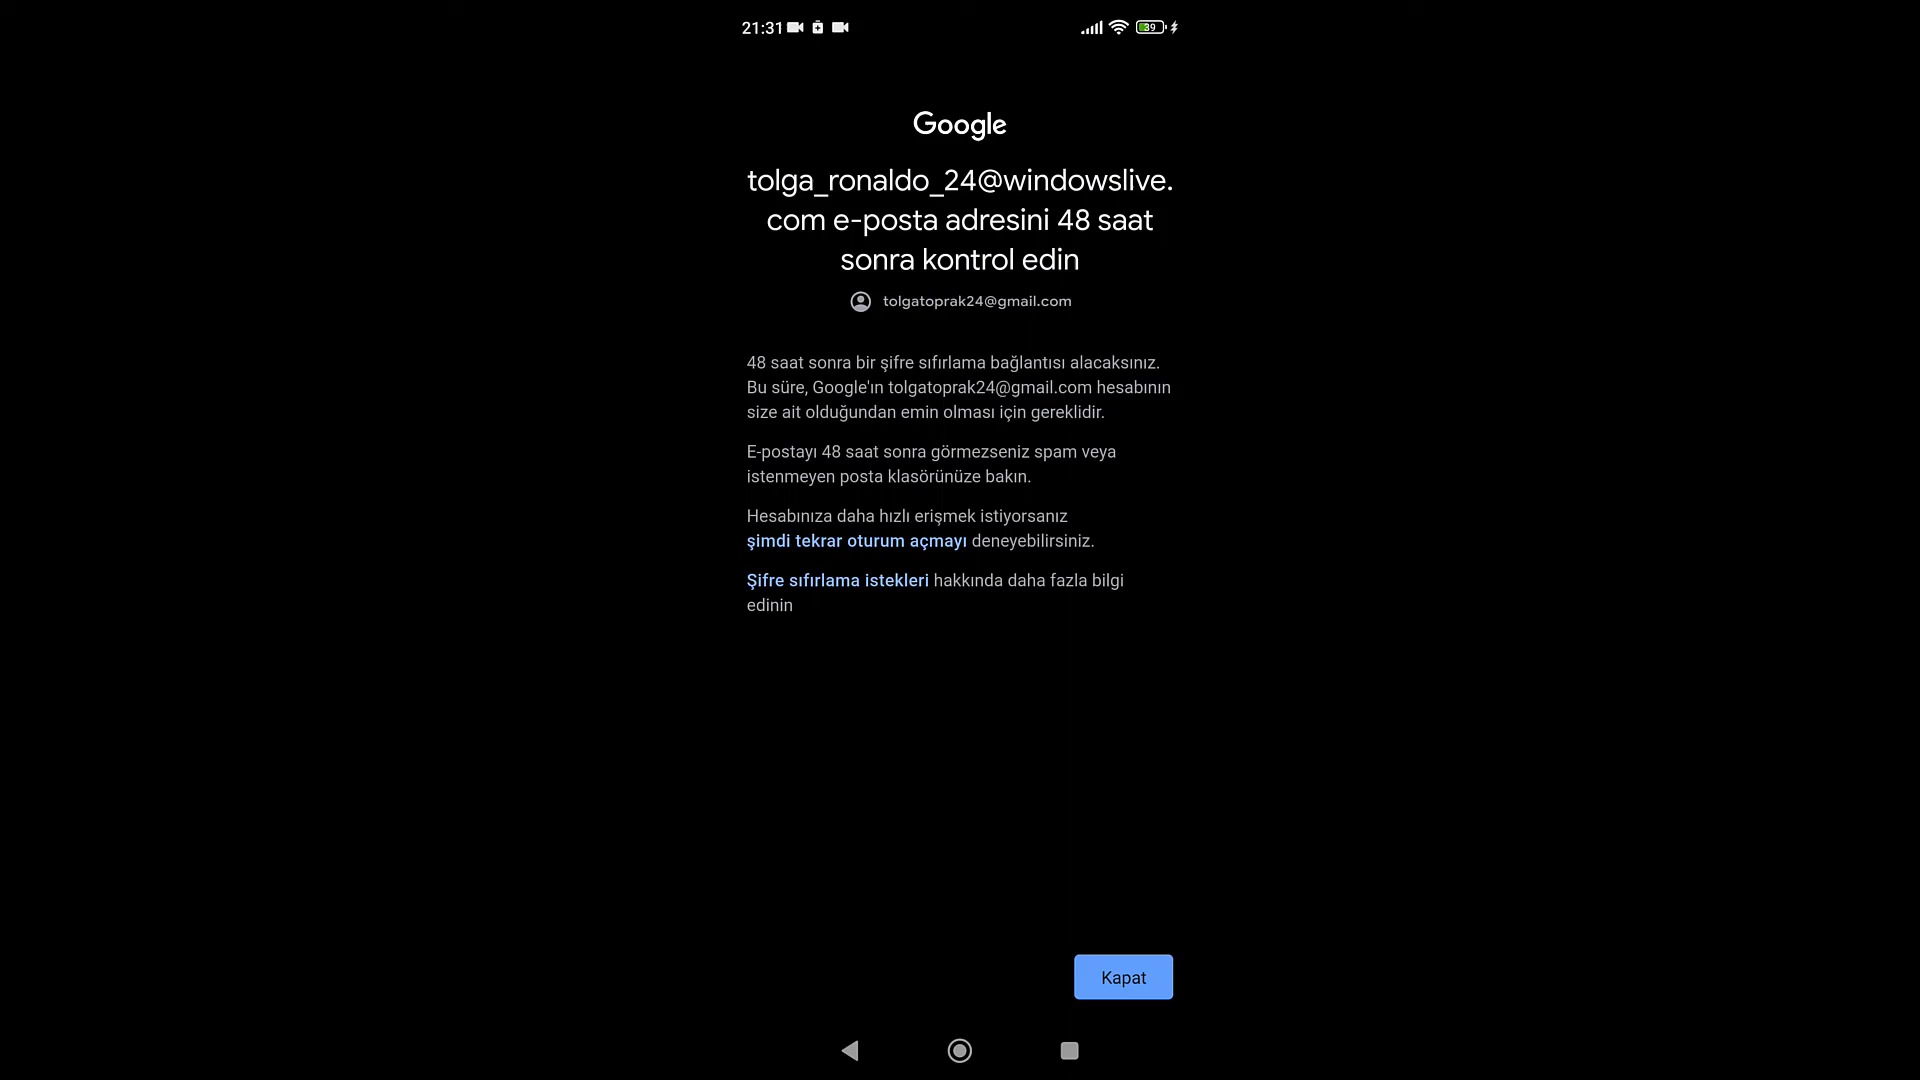 21:31
39
Google
tolga_ronaldo_24@windowslive.
com e-posta adresini 48 saat
sonra kontrol edin
tolgatoprak24@gmail.com
48 saat sonra bir şifre sıfırlama bağlantısı alacaksınız.
Bu süre, Google'ın tolgatoprak24@gmail.com hesabının
size ait olduğundan emin olması için gereklidir.
E-postayı 48 saat sonra görmezseniz spam veya
istenmeyen posta klasörünüze bakın.
Hesabınıza daha hızlı erişmek istiyorsanız
şimdi tekrar oturum açmayı deneyebilirsiniz.
Şifre sıfırlama istekleri hakkında daha fazla bilgi
edinin
Kapat